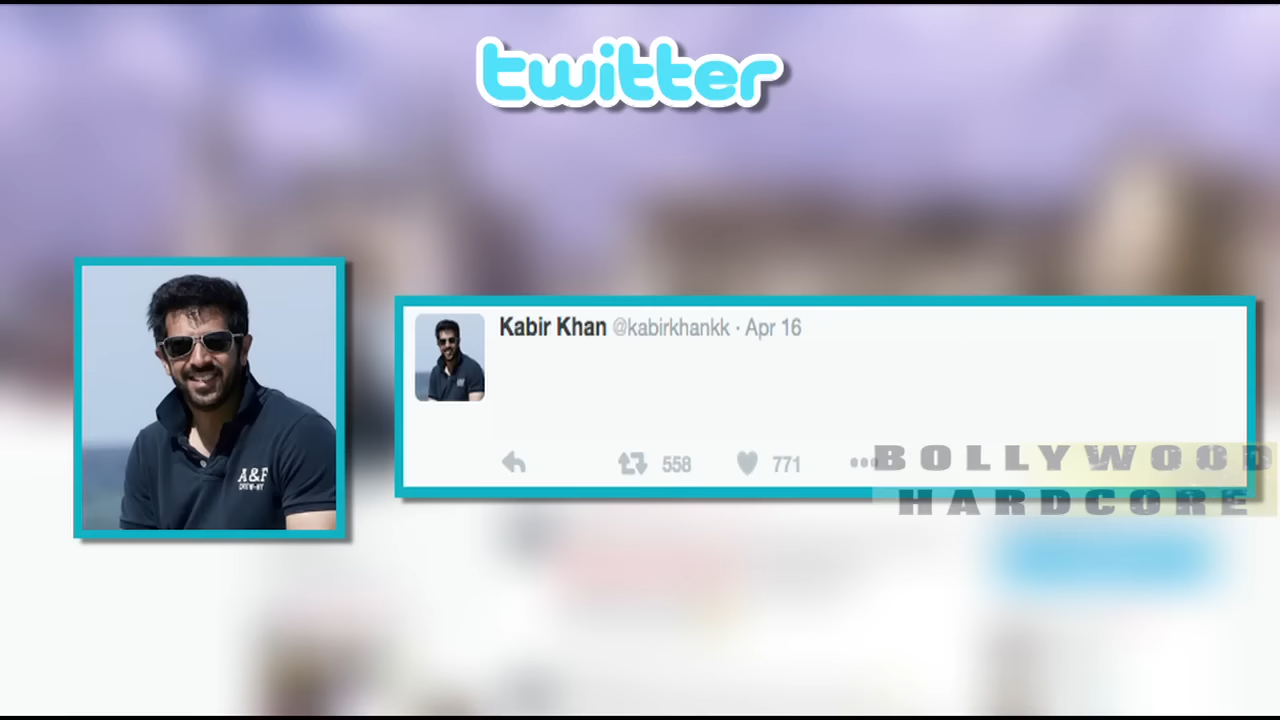 twitter
Kabir Khan @kabirkhankk · Apr 16
558 771
BOLLYWOOD
HARDCORE
A&F